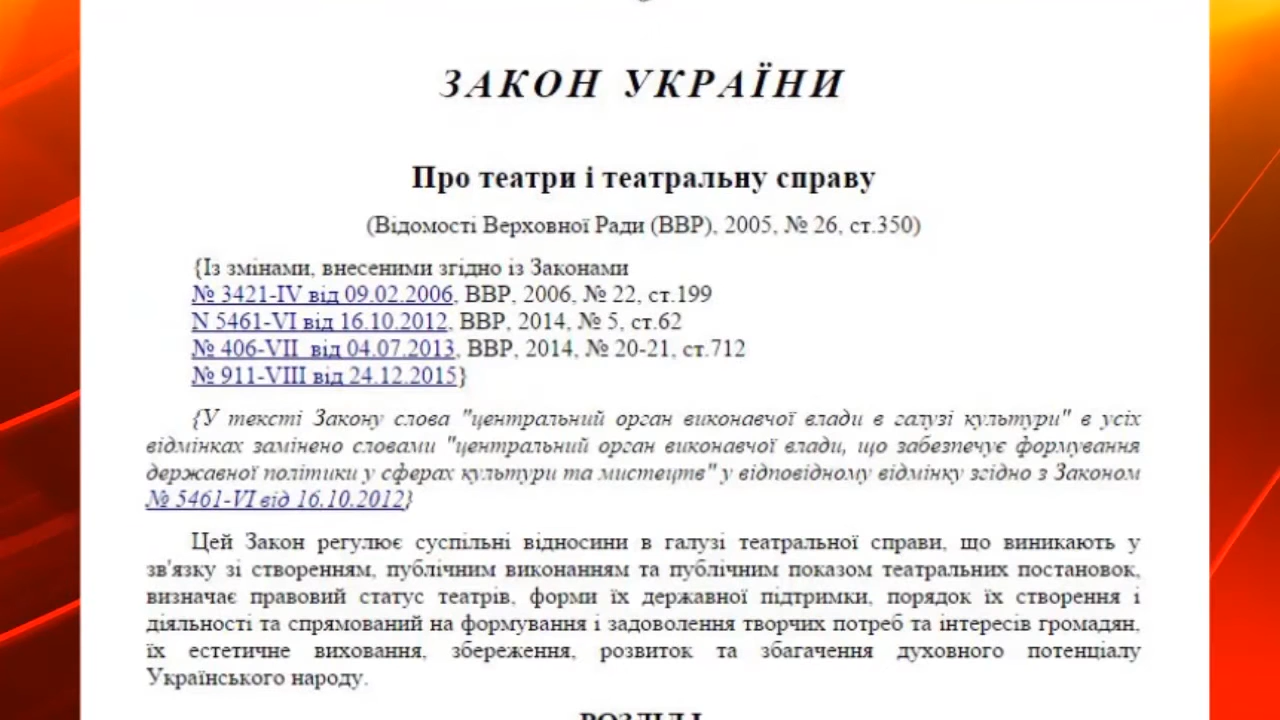 ЗАКОН УКРАЇНИ
Про театри і театральну справу
(Відомості Верховної Ради (ВВР), 2005, № 26, ст.350)
{Із змінами, внесеними згідно із Законами
№ 3421-IV від 09.02.2006, ВВР, 2006, № 22, ст.199
N 5461-VI від 16.10.2012, ВВР, 2014, № 5, ст.62
№ 406-VII від 04.07.2013, ВВР, 2014, № 20-21, ст.712
№ 911-VIII від 24.12.2015}
{У тексті Закону слова "центральний орган виконавчої влади в галузі культури" в усіх
відмінках замінено словами "центральний орган виконавчої влади, що забезпечує формування
державної політики у сферах культури та мистецтв" у відповідному відмінку згідно з Законом
№ 5461-VI від 16.10.2012}
Цей Закон регулює суспільні відносини в галузі театральної справи, що виникають у
зв'язку зі створенням, публічним виконанням та публічним показом театральних постановок,
визначає правовий статус театрів, форми їх державної підтримки, порядок їх створення і
діяльності та спрямований на формування і задоволення творчих потреб та інтересів громадян,
їх естетичне виховання, збереження, розвиток та збагачення духовного потенціалу
Українського народу.
РОЗДІЛ I